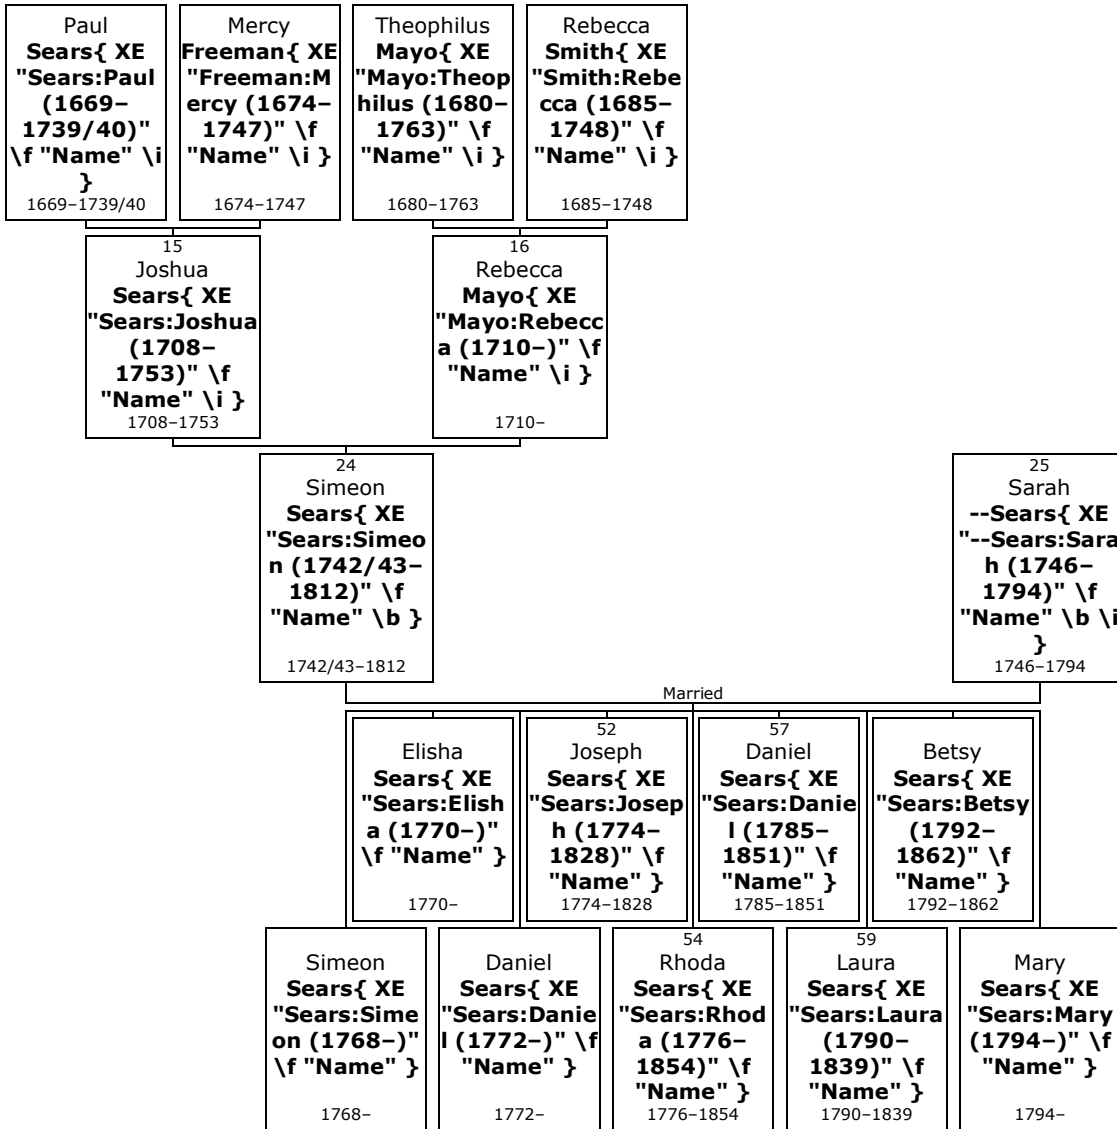 Paul
Sears{ XE
"Sears:Paul
(1669–
1739/40)"
\f "Name" \i
}
1669–1739/40
Mercy
Freeman{ XE
"Freeman:M
ercy (1674–
1747)" \f
"Name" \i }
1674–1747
Theophilus
Mayo{ XE
"Mayo:Theop
hilus (1680–
1763)" \f
"Name" \i }
1680–1763
Rebecca
Smith{ XE
"Smith:Rebe
cca (1685–
1748)" \f
"Name" \i }
1685–1748
15
Joshua
Sears{ XE
"Sears:Joshua
(1708–
1753)" \f
"Name" \i }
1708–1753
16
Rebecca
Mayo{ XE
"Mayo:Rebecc
a (1710–)" \f
"Name" \i }
1710–
24
Simeon
Sears{ XE
"Sears:Simeo
n (1742/43–
1812)" \f
"Name" \b }
1742/43–1812
25
Sarah
--Sears{ XE
"--Sears:Sara
h (1746–
1794)" \f
"Name" \b \i
}
1746–1794
Married
Elisha
Sears{ XE
"Sears:Elish
a (1770–)"
\f "Name" }
1770–
52
Joseph
Sears{ XE
"Sears:Josep
h (1774–
1828)" \f
"Name" }
1774–1828
57
Daniel
Sears{ XE
"Sears:Danie
l (1785–
1851)" \f
"Name" }
1785–1851
Betsy
Sears{ XE
"Sears:Betsy
(1792–
1862)" \f
"Name" }
1792–1862
Simeon
Sears{ XE
"Sears:Sime
on (1768–)"
\f "Name" }
1768–
Daniel
Sears{ XE
"Sears:Danie
l (1772–)" \f
"Name" }
1772–
54
Rhoda
Sears{ XE
"Sears:Rhod
a (1776–
1854)" \f
"Name" }
1776–1854
59
Laura
Sears{ XE
"Sears:Laura
(1790–
1839)" \f
"Name" }
1790–1839
Mary
Sears{ XE
"Sears:Mary
(1794–)" \f
"Name" }
1794–